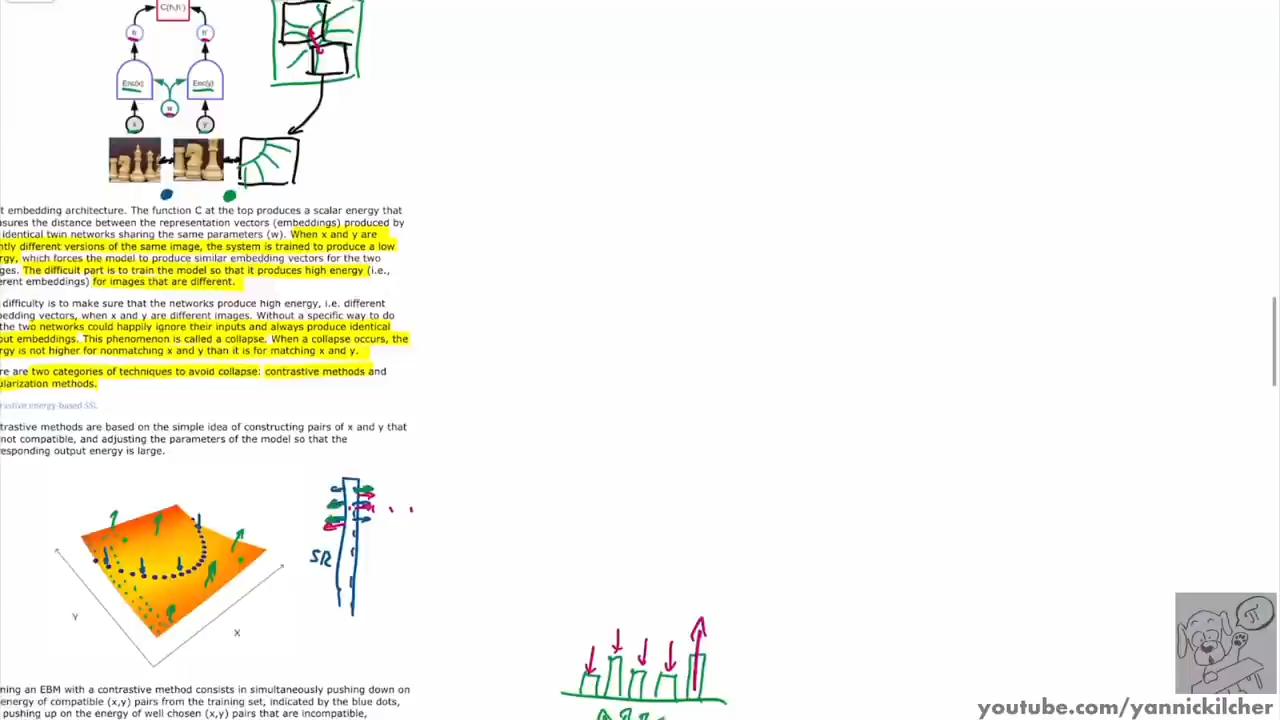 C(h,h')
h h'
Enc(x) Enc(y)
w
x y
t embedding architecture. The function C at the top produces a scalar energy that
sures the distance between the representation vectors (embeddings) produced by
identical twin networks sharing the same parameters (w). When x and y are
ntly different versions of the same image, the system is trained to produce a low
rgy, which forces the model to produce similar embedding vectors for the two
ges. The difficult part is to train the model so that it produces high energy (i.e.,
erent embeddings) for images that are different.
difficulty is to make sure that the networks produce high energy, i.e. different
edding vectors, when x and y are different images. Without a specific way to do
the two networks could happily ignore their inputs and always produce identical
out embeddings. This phenomenon is called a collapse. When a collapse occurs, the
rgy is not higher for nonmatching x and y than it is for matching x and y.
re are two categories of techniques to avoid collapse: contrastive methods and
ularization methods.
rastive energy-based SSL
trastive methods are based on the simple idea of constructing pairs of x and y that
not compatible, and adjusting the parameters of the model so that the
responding output energy is large.
SR
Y
X
ning an EBM with a contrastive method consists in simultaneously pushing down on
energy of compatible (x,y) pairs from the training set, indicated by the blue dots,
pushing up on the energy of well chosen (x,y) pairs that are incompatible,
π
youtube.com/yannickilcher